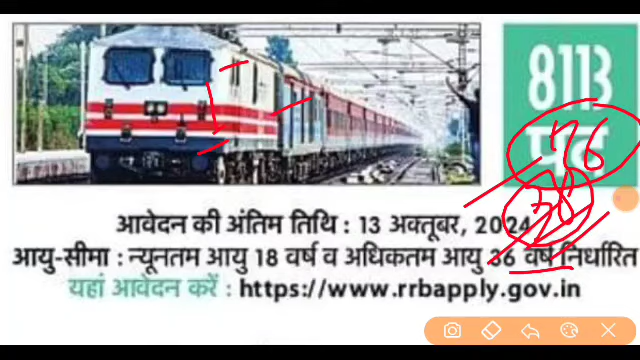 8113
पद
76
38
आवेदन की अंतिम तिथि : 13 अक्तूबर, 2024
आयु-सीमा : न्यूनतम आयु 18 वर्ष व अधिकतम आयु 36 वर्ष निर्धारित
यहां आवेदन करें : https://www.rrbapply.gov.in